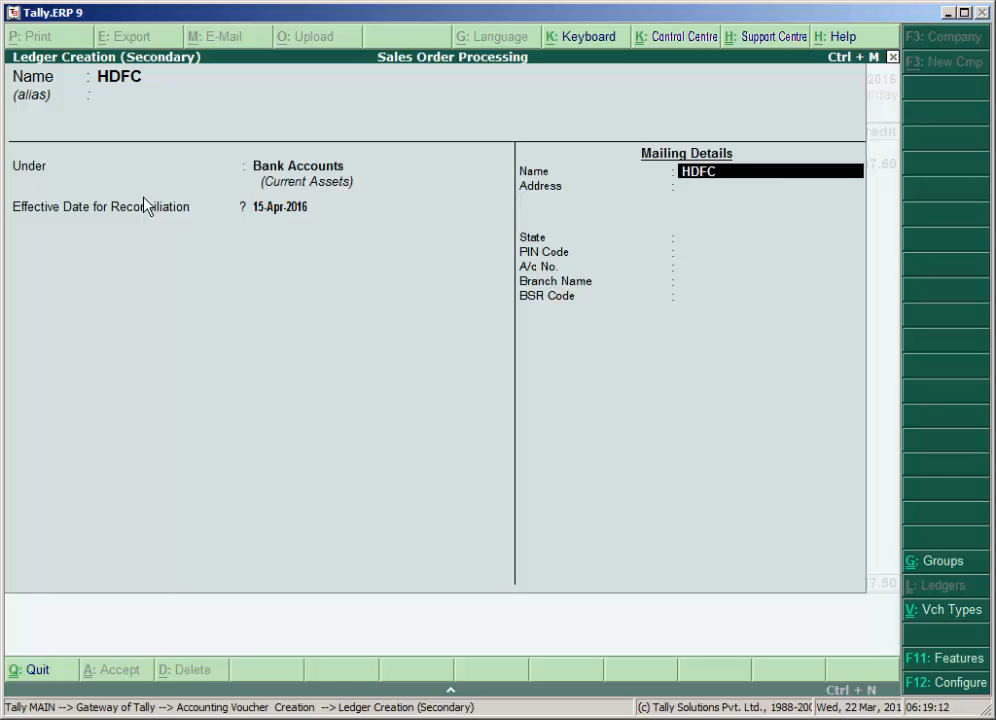 Tally.ERP 9
P: Print E: Export M: E-Mail O: Upload G: Language K: Keyboard K: Control Centre H: Support Centre H: Help F3: Company
Ledger Creation (Secondary) Sales Order Processing Ctrl + M F3: New Cmp
Name : HDFC
(alias) :
Mailing Details
Under : Bank Accounts
(Current Assets)
Name : HDFC
Address :
Effective Date for Reconciliation ? 15-Apr-2016
State :
PIN Code :
A/c No. :
Branch Name :
BSR Code :
G: Groups
7.50 L: Ledgers
V: Vch Types
F11: Features
Q: Quit A: Accept D: Delete
F12: Configure
Ctrl + N
Tally MAIN --> Gateway of Tally --> Accounting Voucher Creation --> Ledger Creation (Secondary) (c) Tally Solutions Pvt. Ltd., 1988-200 Wed, 22 Mar, 201 06:19:12